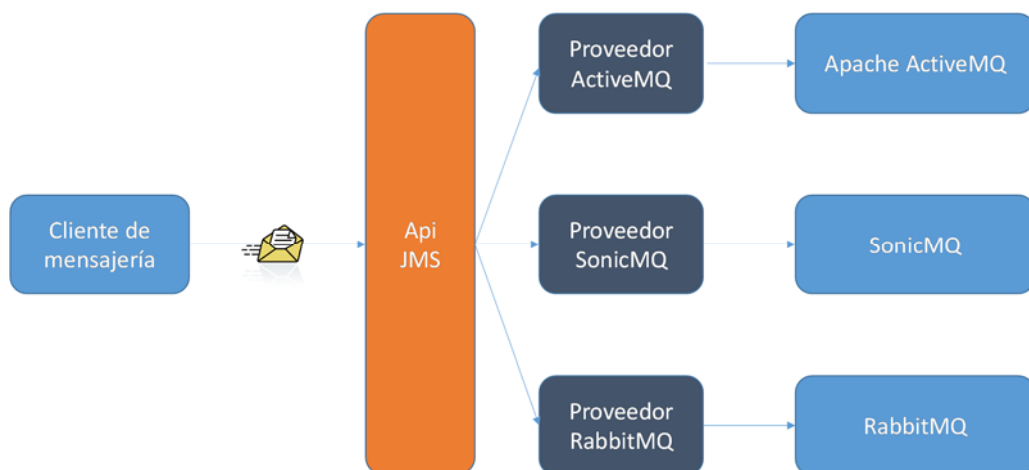 Cliente de
mensajería
Api
JMS
Proveedor
ActiveMQ
Apache ActiveMQ
Proveedor
SonicMQ
SonicMQ
Proveedor
RabbitMQ
RabbitMQ